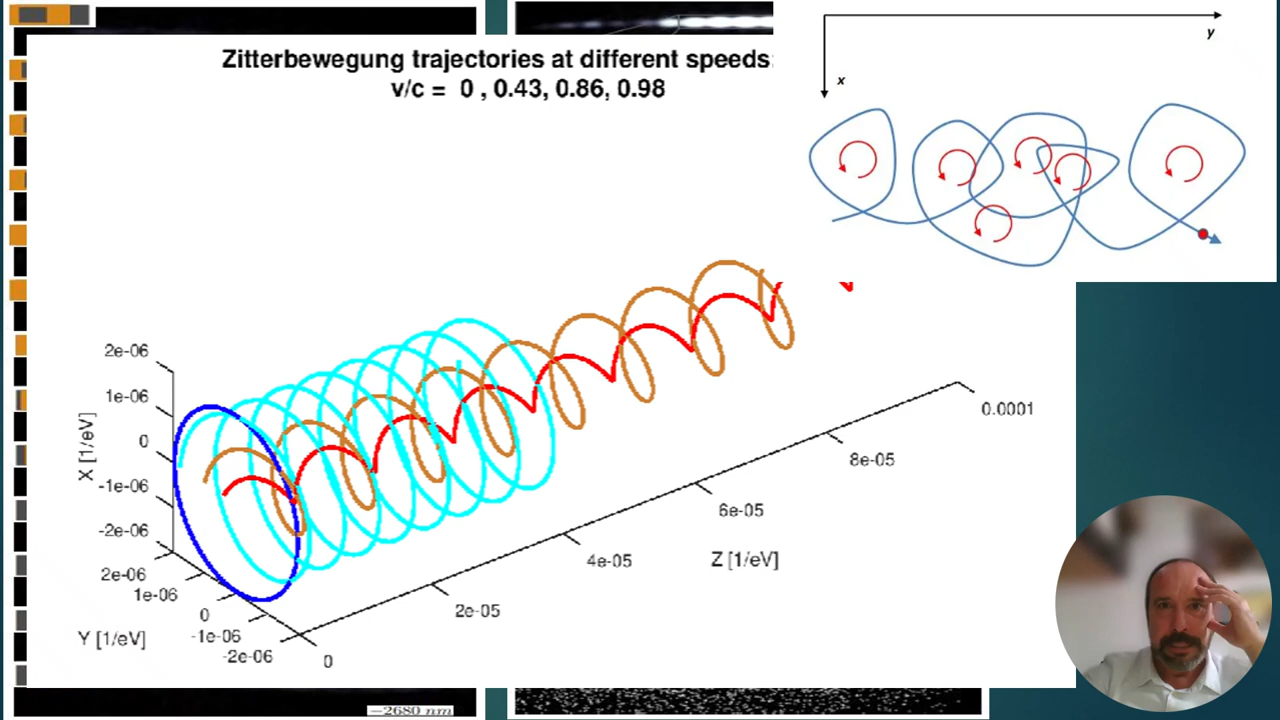 Zitterbewegung trajectories at different speeds:
v/c = 0 , 0.43, 0.86, 0.98
y
x
2e-06
1e-06
0
-1e-06
-2e-06
X [1/eV]
2e-06
1e-06
0
-1e-06
-2e-06
Y [1/eV]
0
2e-05
4e-05
6e-05
8e-05
0.0001
Z [1/eV]
−2680 nm